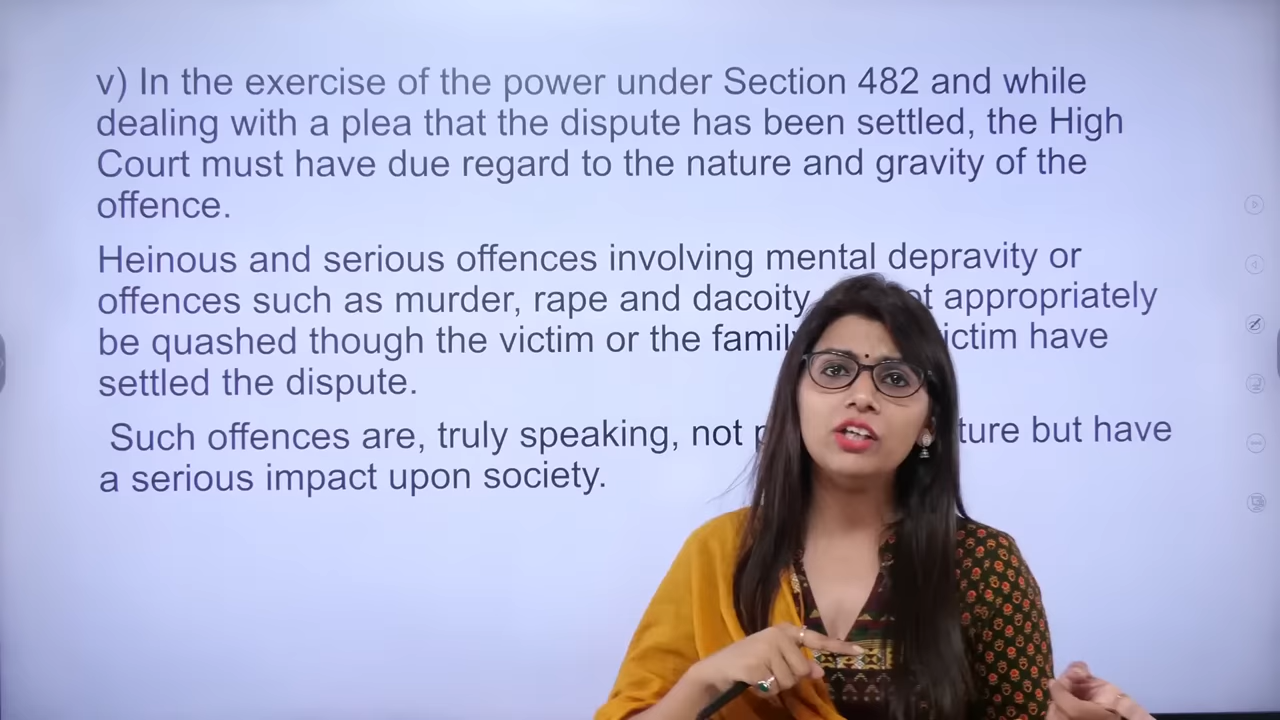 v) In the exercise of the power under Section 482 and while
dealing with a plea that the dispute has been settled, the High
Court must have due regard to the nature and gravity of the
offence.
Heinous and serious offences involving mental depravity or
offences such as murder, rape and dacoity appropriately
be quashed though the victim or the family have
settled the dispute.
Such offences are, truly speaking, not but have
a serious impact upon society.